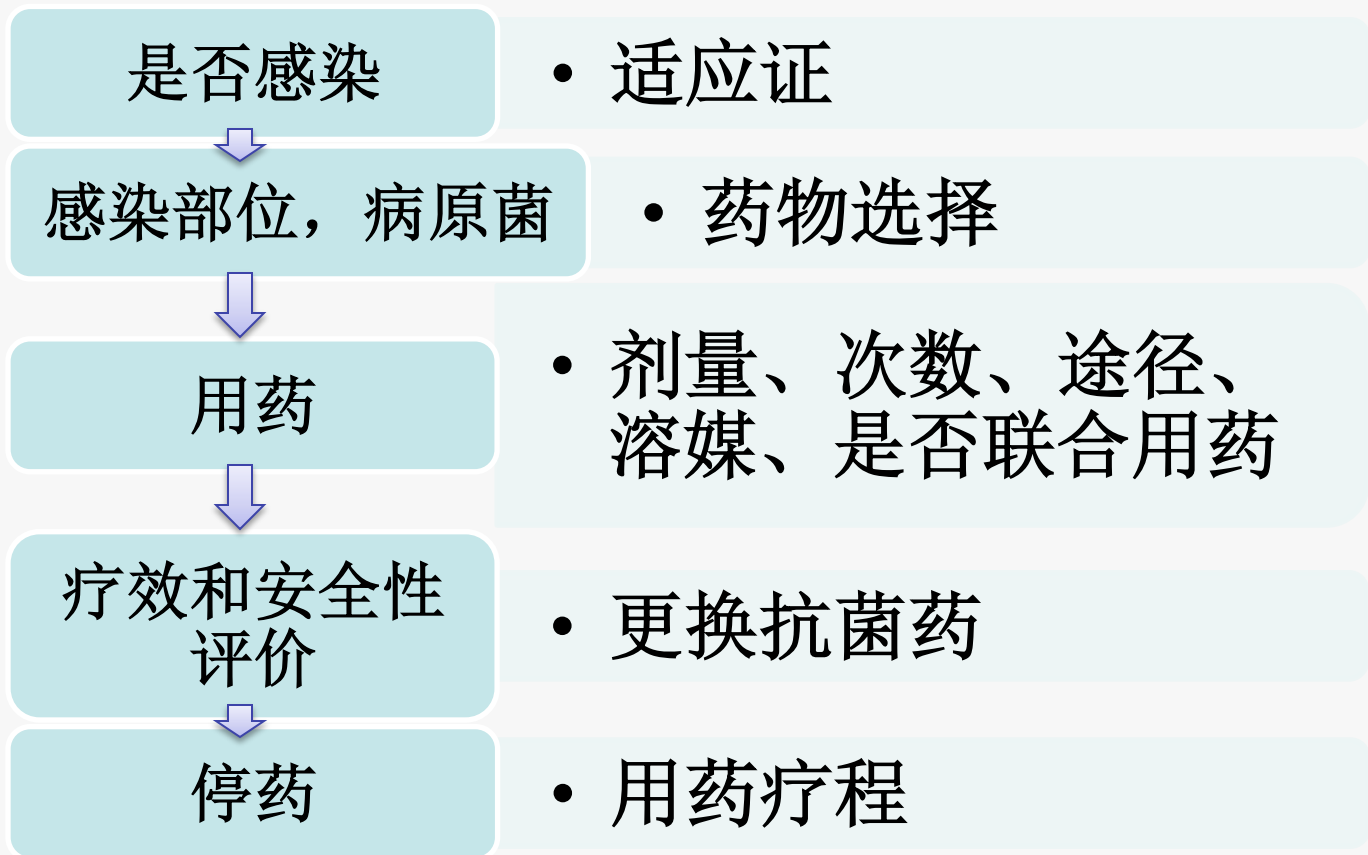 是否感染
• 适应证
感染部位，病原菌
• 药物选择
用药
• 剂量、次数、途径、
溶媒、是否联合用药
疗效和安全性
评价
• 更换抗菌药
停药
• 用药疗程